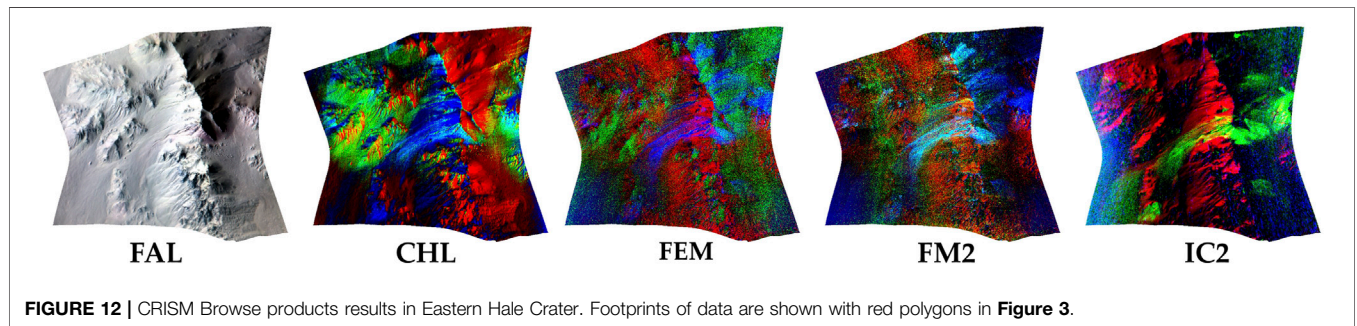 FAL CHL FEM FM2 IC2
FIGURE 12 | CRISM Browse products results in Eastern Hale Crater. Footprints of data are shown with red polygons in Figure 3.